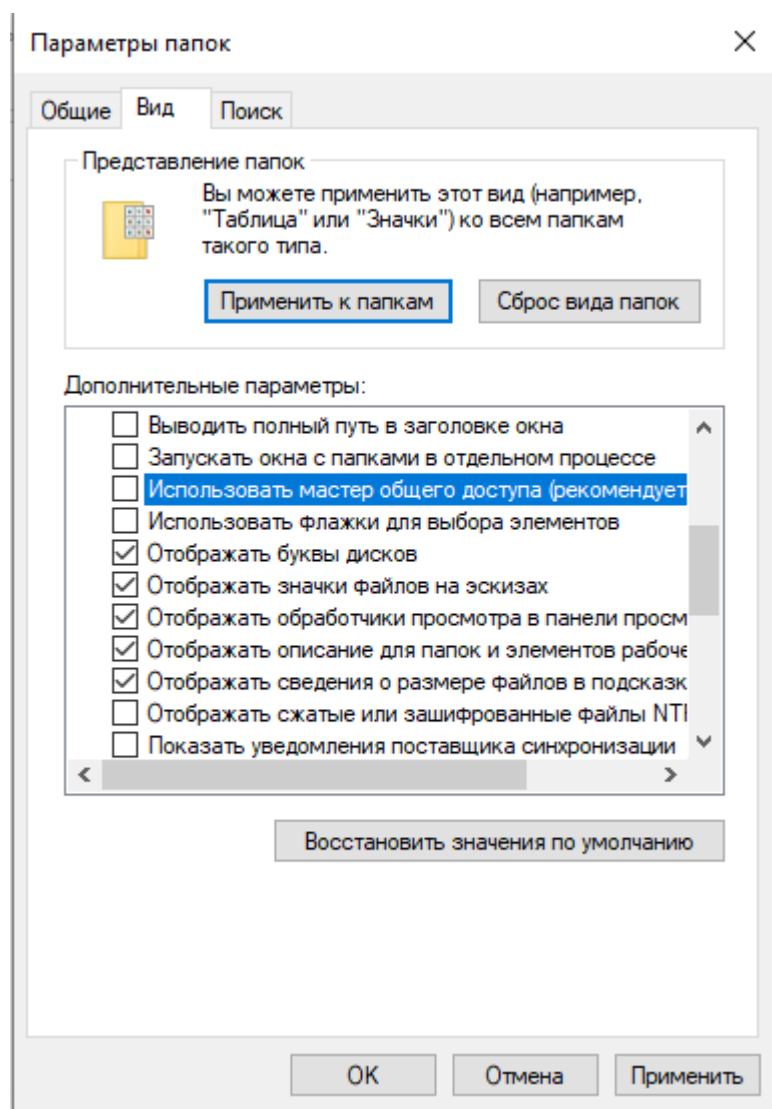 Параметры папок
Общие Вид Поиск
Представление папок
Вы можете применить этот вид (например,
"Таблица" или "Значки") ко всем папкам
такого типа.
Применить к папкам Сброс вида папок
Дополнительные параметры:
Выводить полный путь в заголовке окна
Запускать окна с папками в отдельном процессе
Использовать мастер общего доступа (рекомендует
Использовать флажки для выбора элементов
Отображать буквы дисков
Отображать значки файлов на эскизах
Отображать обработчики просмотра в панели просм
Отображать описание для папок и элементов рабоче
Отображать сведения о размере файлов в подсказк
Отображать сжатые или зашифрованные файлы NTI
Показать уведомления поставщика синхронизации
Восстановить значения по умолчанию
ОК Отмена Применить